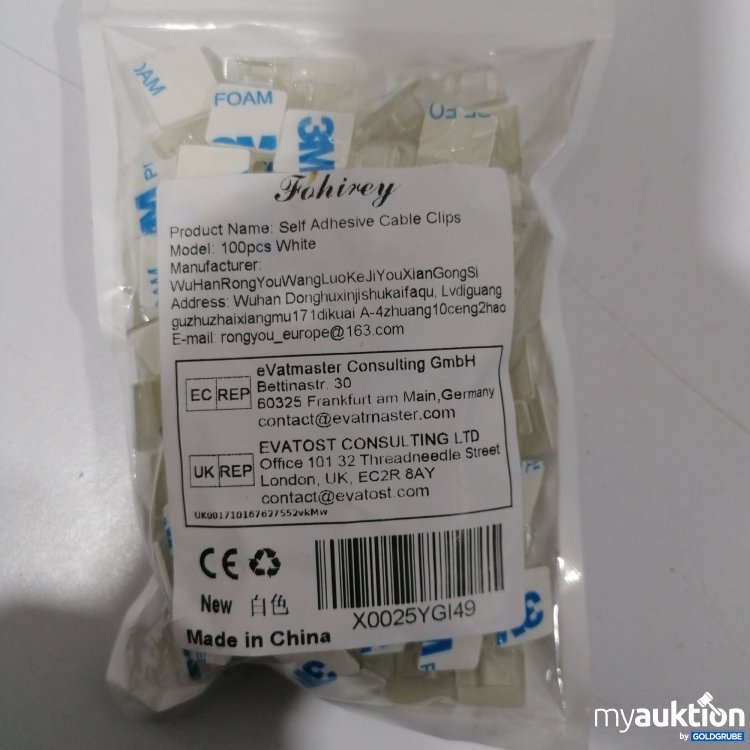 FOAM
3M
Fohirey
Product Name: Self Adhesive Cable Clips
Model: 100pcs White
Manufacturer:
WuHanRongYouWangLuoKeJiYouXianGongSi
Address: Wuhan Donghuxinjishukaifaqu, Lvdiguang
guzhuzhaixiangmu171dikuai A-4zhuang10ceng2hao
E-mail: rongyou_europe@163.com
EC REP
eVatmaster Consulting GmbH
Bettinastr. 30
60325 Frankfurt am Main,Germany
contact@evatmaster.com
UK REP
EVATOST CONSULTING LTD
Office 101 32 Threadneedle Street
London, UK, EC2R 8AY
contact@evatost.com
UK00171016762755​2vkMw
CE
New 白色
X0025YGI49
Made in China
myauktion
by GOLDGRUBE